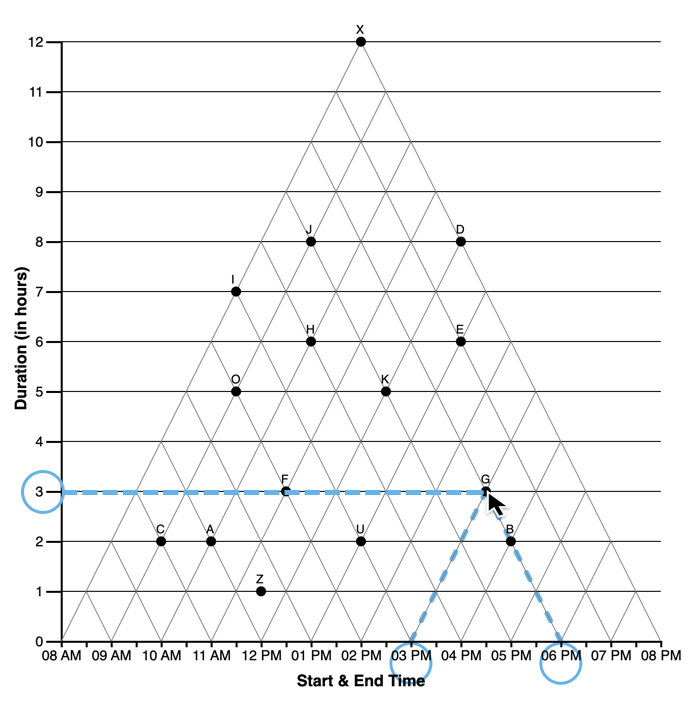 X
12
11
10
9
J D
8
I
7
H E
6
O K
5
4
F G
3
C A U B
2
Z
1
0
08 AM 09 AM 10 AM 11 AM 12 PM 01 PM 02 PM 03 PM 04 PM 05 PM 06 PM 07 PM 08 PM
Start & End Time
Duration (in hours)